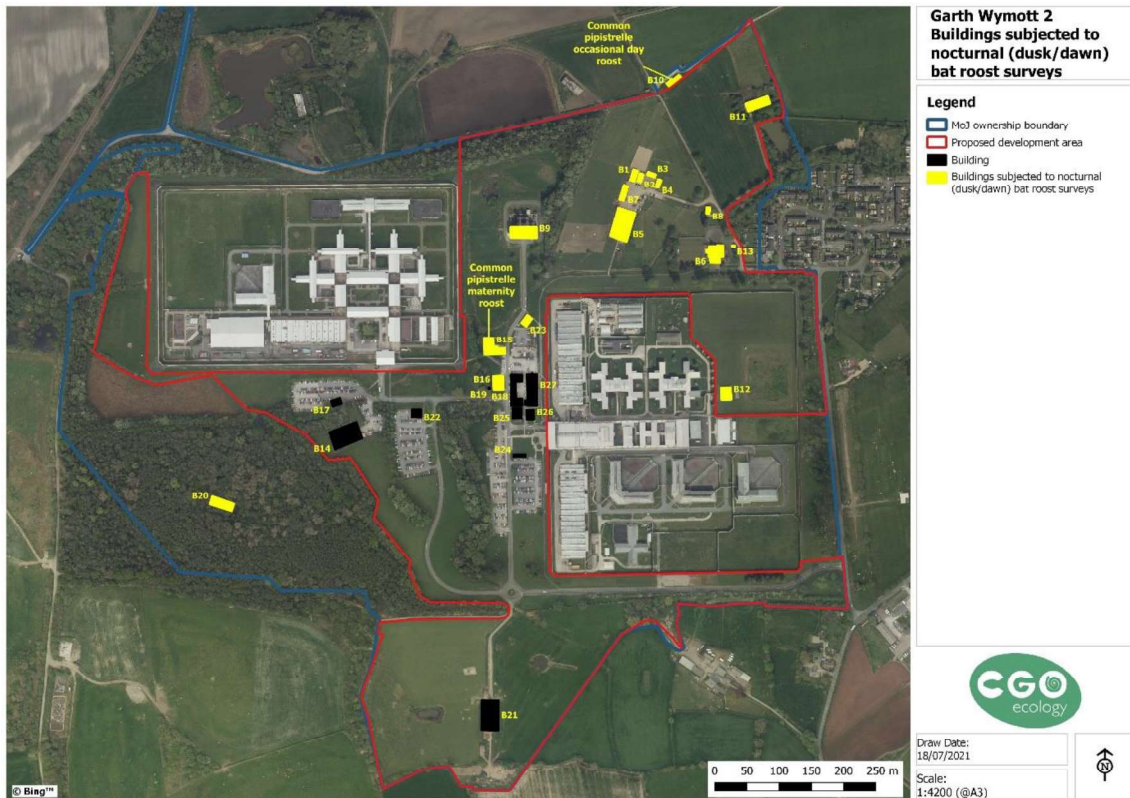 Garth Wymott 2
Buildings subjected to
nocturnal (dusk/dawn)
bat roost surveys
Legend
MoJ ownership boundary
Proposed development area
Building
Buildings subjected to nocturnal
(dusk/dawn) bat roost surveys
Common
pipistrelle
occasional day
roost
B10
B11
B1
B3
B2
B4
B7
B8
B5
B9
B6
B13
Common
pipistrelle
maternity
roost
B23
B15
B16
B19
B18
B27
B12
B17
B22
B25
B26
B14
B24
B20
B21
CGO
ecology
Draw Date:
18/07/2021
Scale:
1:4200 (@A3)
N
0 50 100 150 200 250 m
© Bing™